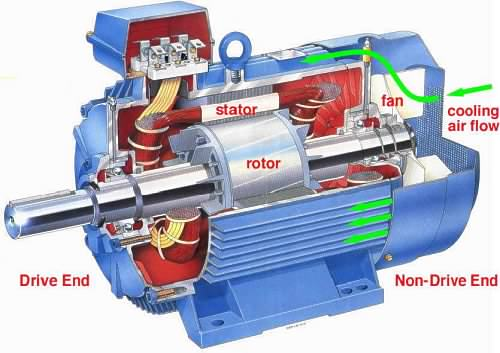 stator
fan
cooling
air flow
rotor
Drive End
Non-Drive End